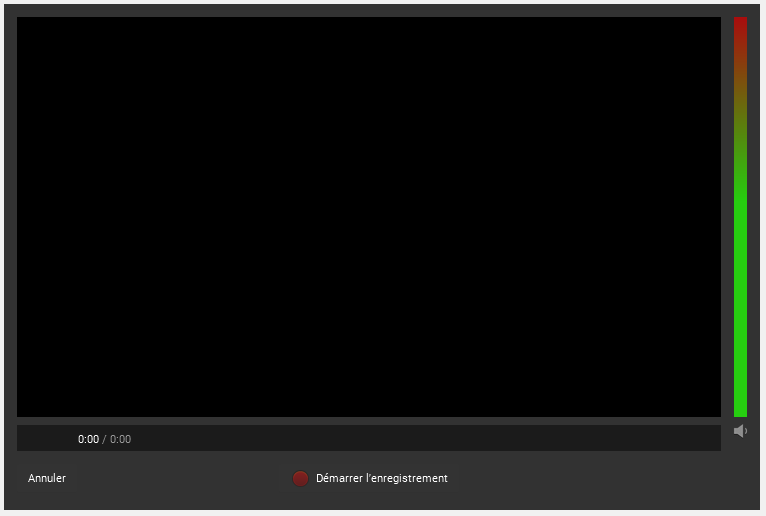 0:00 / 0:00
Annuler
Démarrer l'enregistrement